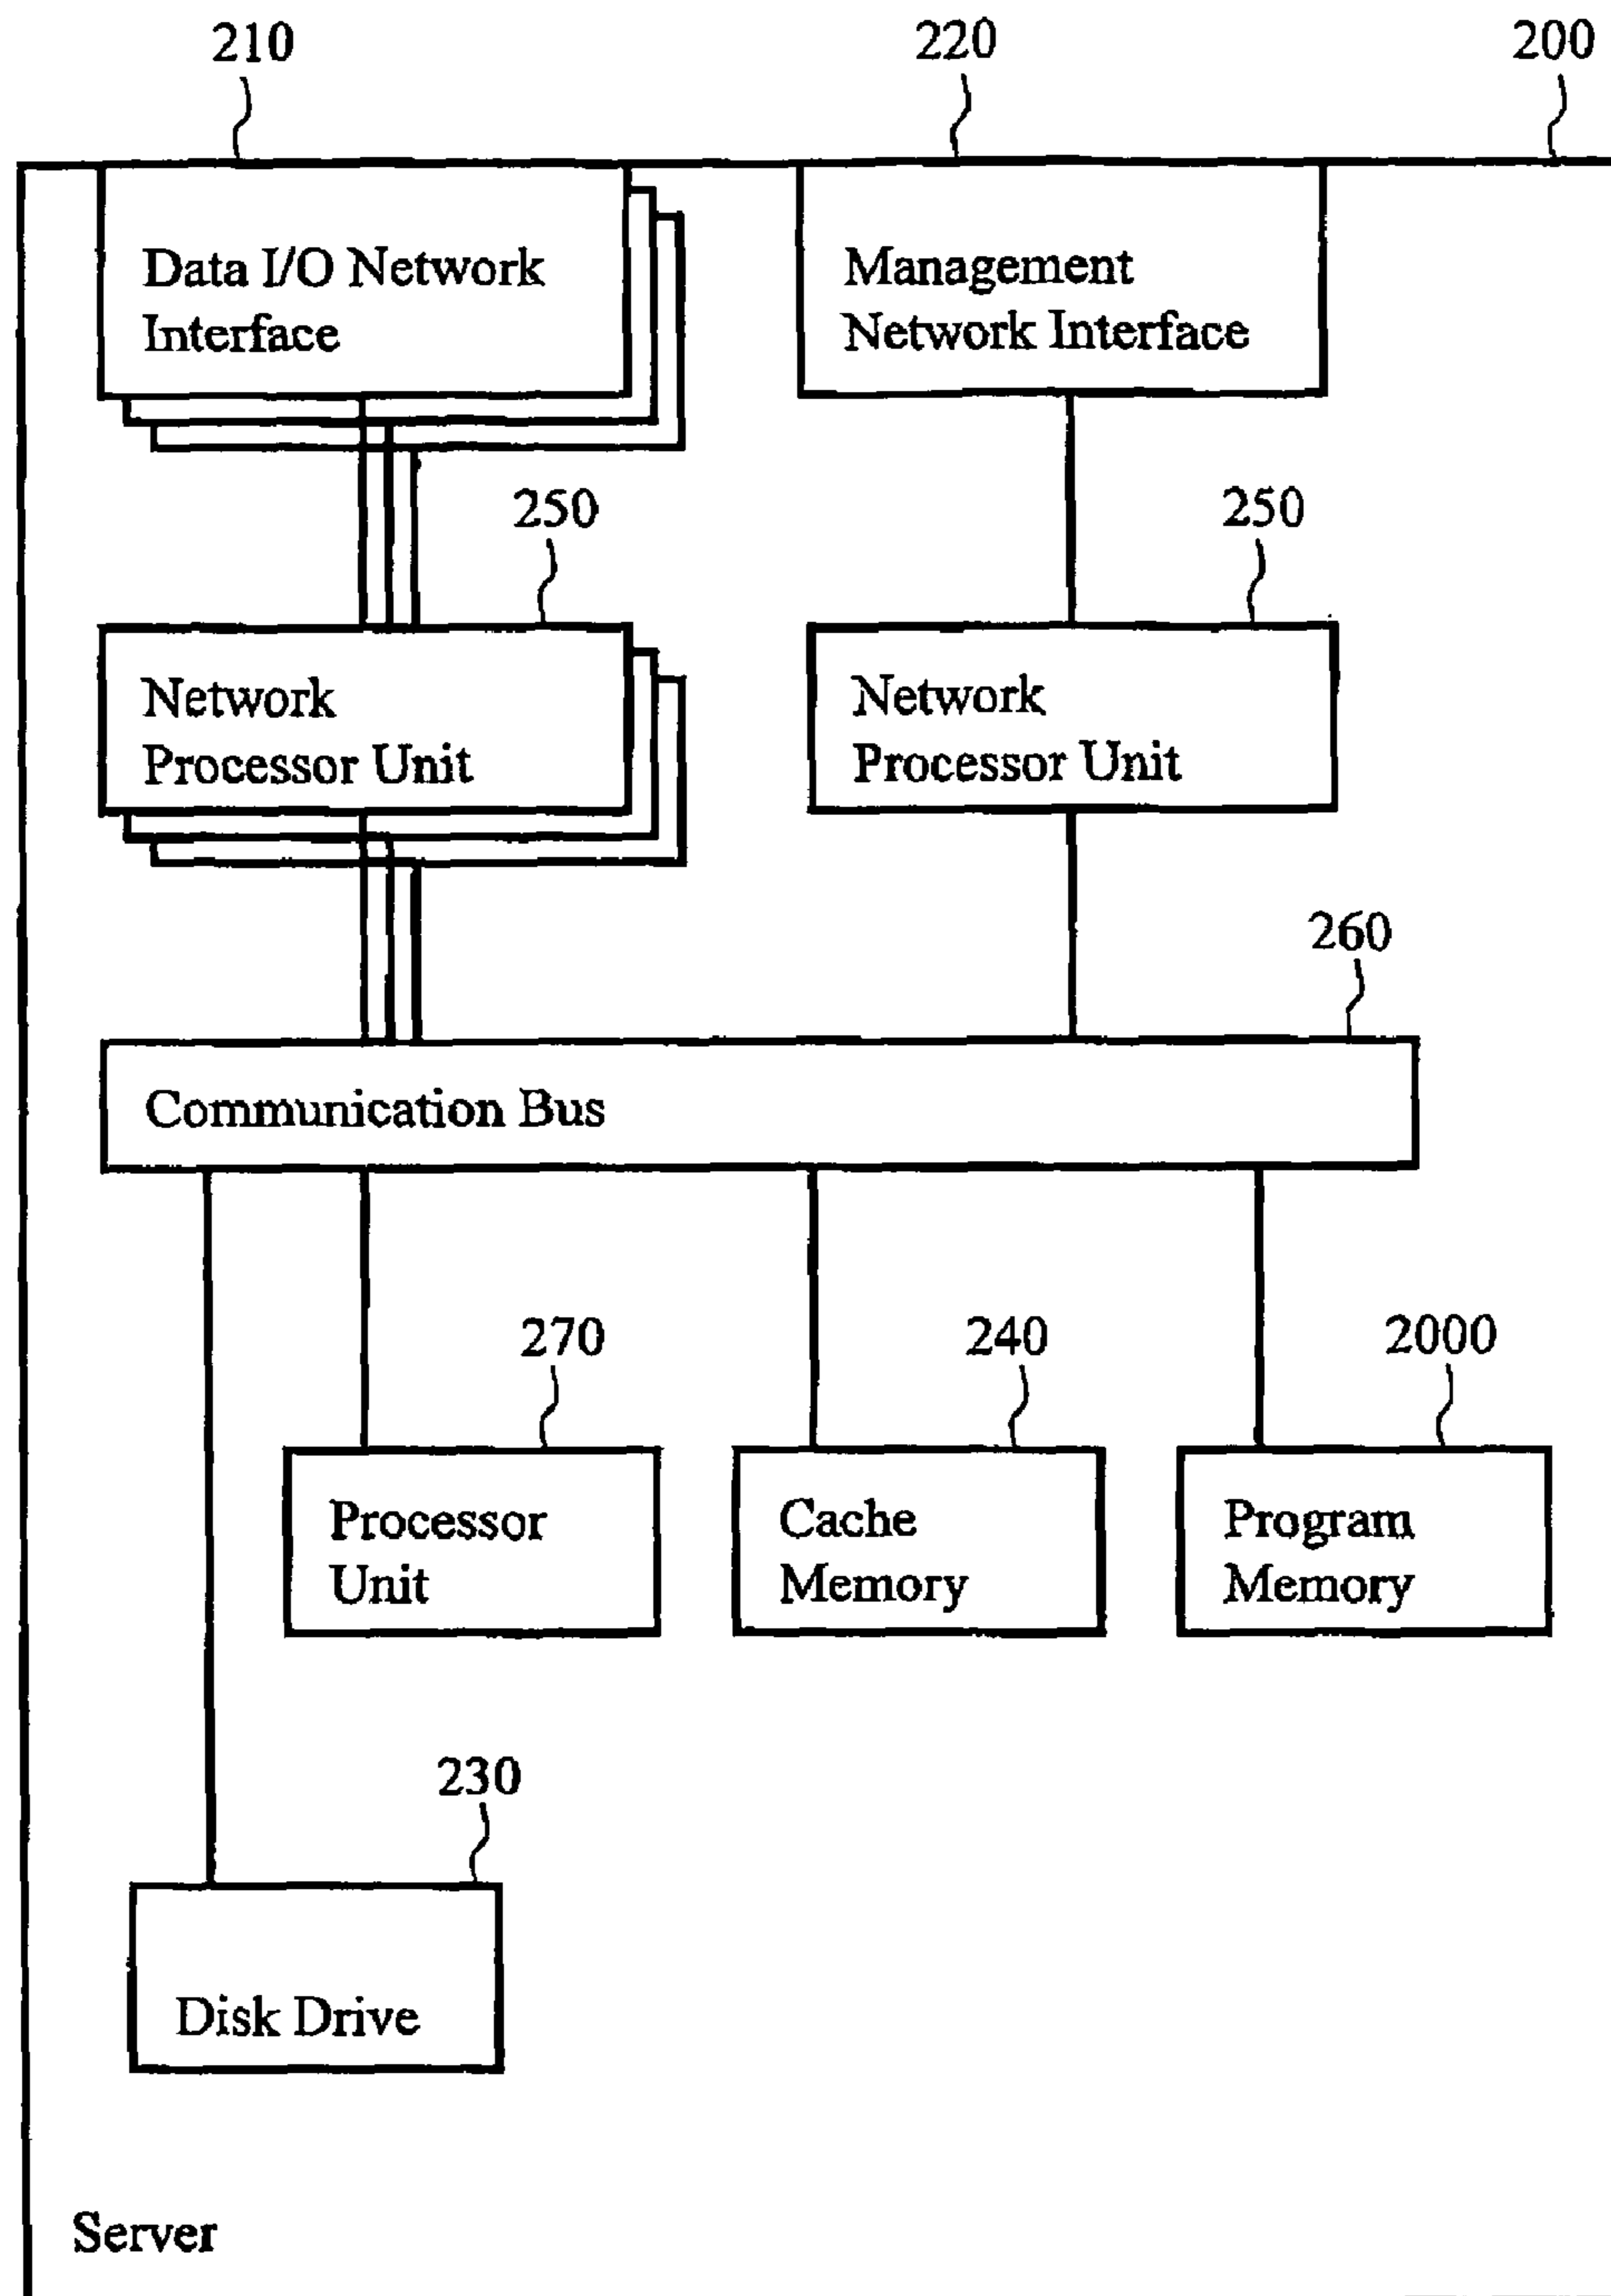 210
220
200
Data I/O Network
Interface
Management
Network Interface
250
250
Network
Processor Unit
Network
Processor Unit
260
Communication Bus
270
240
2000
Processor
Unit
Cache
Memory
Program
Memory
230
Disk Drive
Server